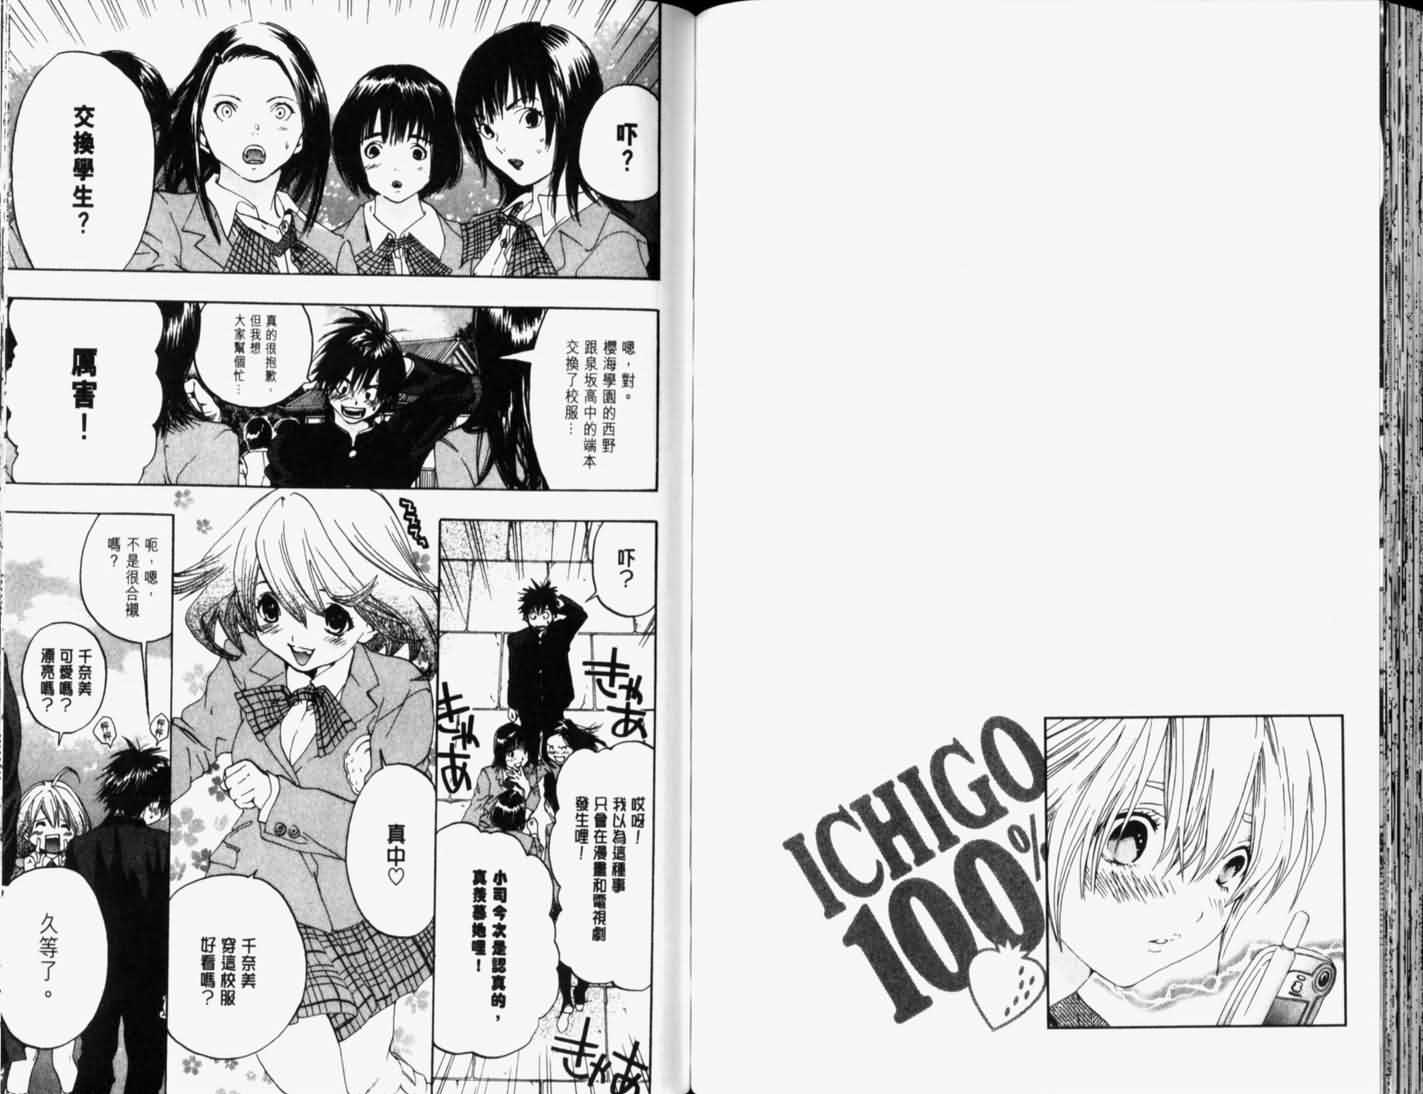 吓？
交換學生？
嗯，對。
櫻海學園的西野
跟泉坂高中的端本
交換了校服…
真的很抱歉，
但我想
大家幫個忙…
厲害！
吓？
きゃあ
きゃあ
哎呀！
我以為這種事
只會在漫畫和電視劇
發生哩！
小司今次是認真的，
真羨慕她哩！
きゃあ
真中♡
千奈美
穿這校服
好看嗎？
呃，嗯，
不是很合襯
嗎？
千奈美
可愛嗎？
漂亮嗎？
久等了。
ICHIGO
100%